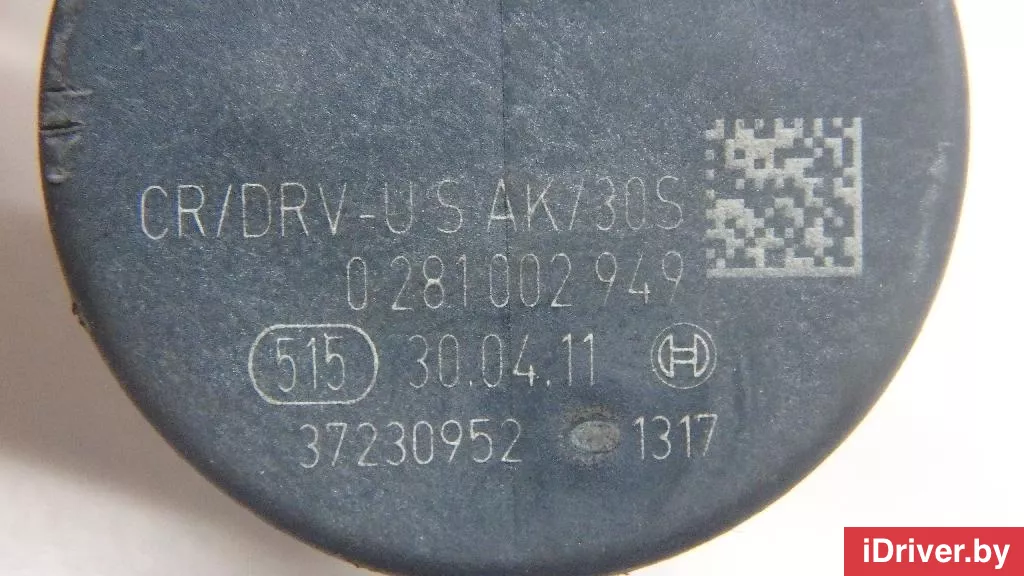 CR/DRV-U S AK/30S
0 281 002 949
515 30.04.11
37230952 1317
iDriver.by